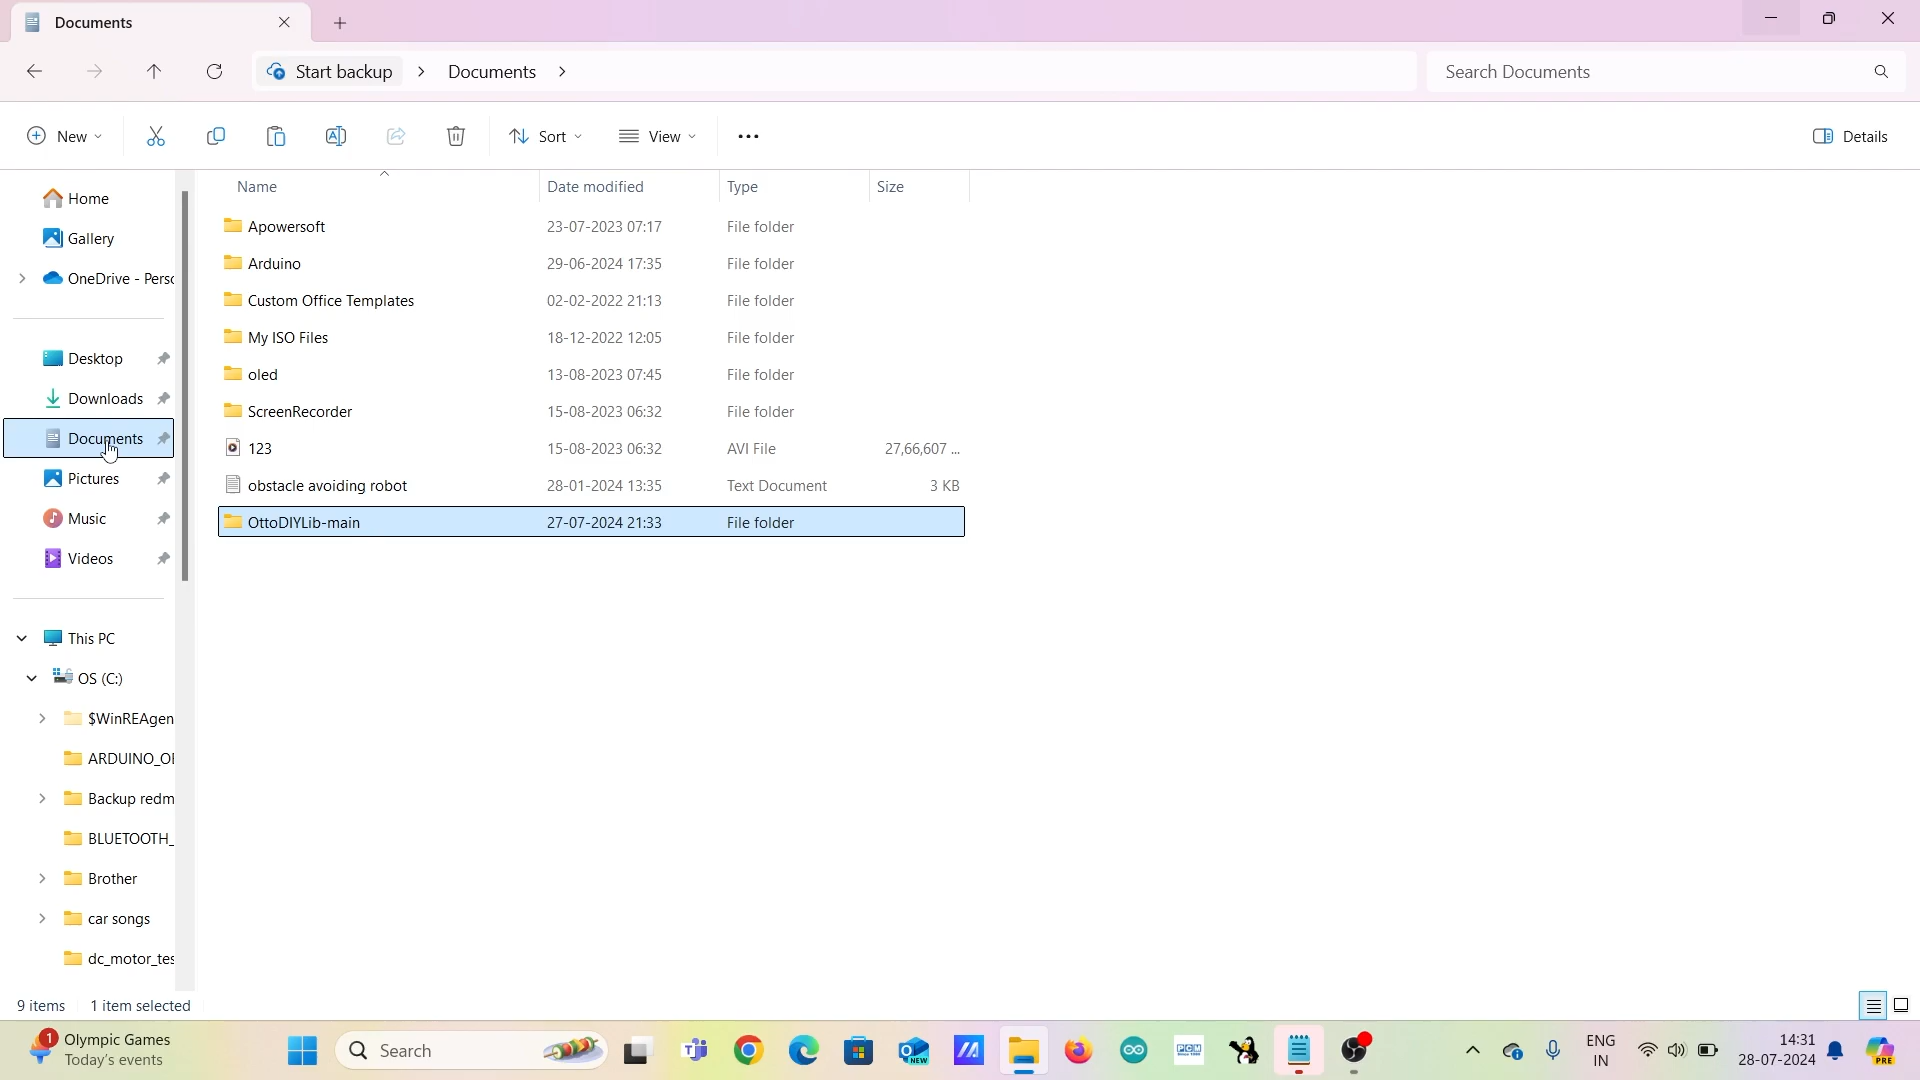 Documents
Start backup > Documents >
Search Documents
New
Sort
View
Details
Name Date modified Type Size
Home
Gallery
OneDrive - Perso
Desktop
Downloads
Documents
Pictures
Music
Videos
This PC
OS (C:)
$WinREAgen
ARDUINO_O
Backup redm
BLUETOOTH_
Brother
car songs
dc_motor_tes
Apowersoft 23-07-2023 07:17 File folder
Arduino 29-06-2024 17:35 File folder
Custom Office Templates 02-02-2022 21:13 File folder
My ISO Files 18-12-2022 12:05 File folder
oled 13-08-2023 07:45 File folder
ScreenRecorder 15-08-2023 06:32 File folder
123 15-08-2023 06:32 AVI File 27,66,607 ...
obstacle avoiding robot 28-01-2024 13:35 Text Document 3 KB
OttoDIYLib-main 27-07-2024 21:33 File folder
9 items 1 item selected
1
Olympic Games
Today's events
Search
NEW
PCM
ENG
IN
14:31
28-07-2024
PRE